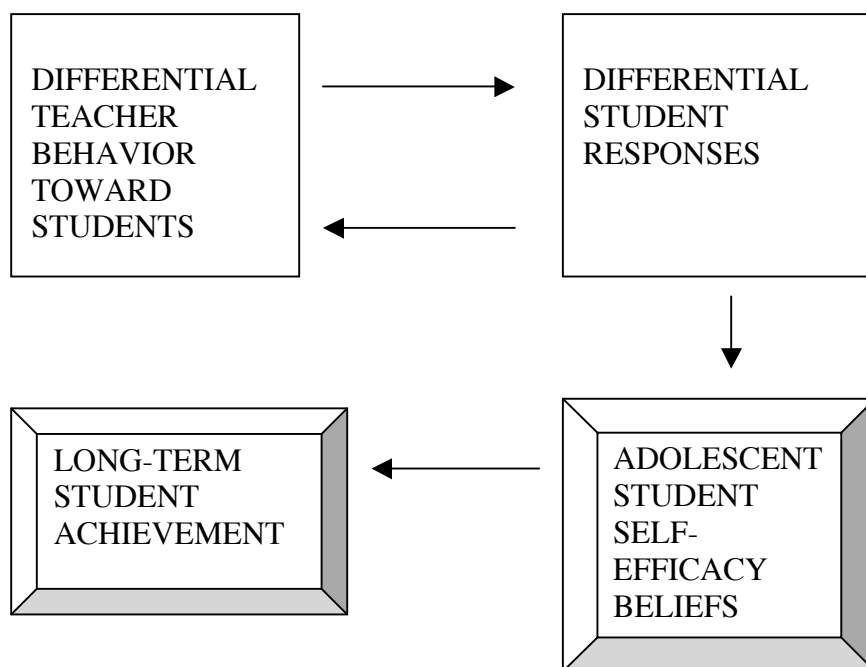 DIFFERENTIAL
TEACHER
BEHAVIOR
TOWARD
STUDENTS
DIFFERENTIAL
STUDENT
RESPONSES
LONG-TERM
STUDENT
ACHIEVEMENT
ADOLESCENT
STUDENT
SELF-
EFFICACY
BELIEFS